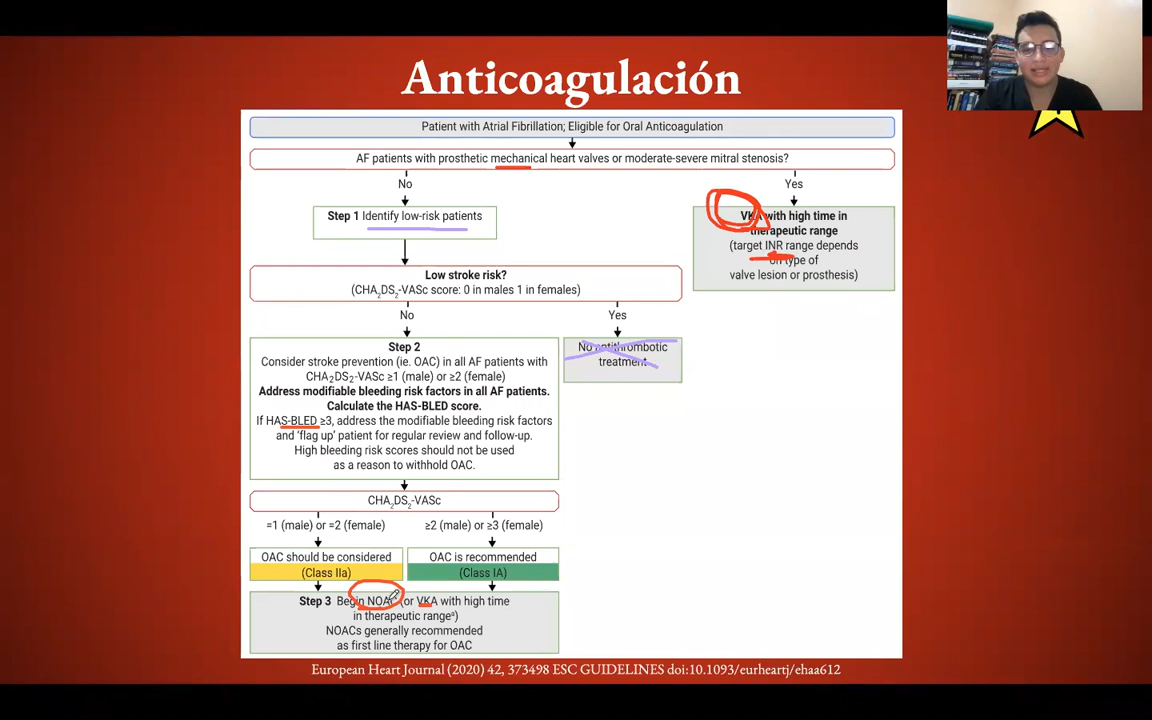 Anticoagulación
Patient with Atrial Fibrillation; Eligible for Oral Anticoagulation
AF patients with prosthetic mechanical heart valves or moderate-severe mitral stenosis?
No
Yes
Step 1 Identify low-risk patients
VKA with high time in
therapeutic range
(target INR range depends
on type of
valve lesion or prosthesis)
Low stroke risk?
(CHA2DS2-VASc score: 0 in males 1 in females)
No
Yes
Step 2
Consider stroke prevention (ie. OAC) in all AF patients with
CHA2DS2-VASc ≥1 (male) or ≥2 (female)
Address modifiable bleeding risk factors in all AF patients.
Calculate the HAS-BLED score.
If HAS-BLED ≥3, address the modifiable bleeding risk factors
and 'flag up' patient for regular review and follow-up.
High bleeding risk scores should not be used
as a reason to withhold OAC.
No antithrombotic
treatment
CHA2DS2-VASc
=1 (male) or =2 (female)
≥2 (male) or ≥3 (female)
OAC should be considered
(Class IIa)
OAC is recommended
(Class IA)
Step 3 Begin NOAC (or VKA with high time
in therapeutic rangeª)
NOACs generally recommended
as first line therapy for OAC
European Heart Journal (2020) 42, 373498 ESC GUIDELINES doi:10.1093/eurheartj/ehaa612